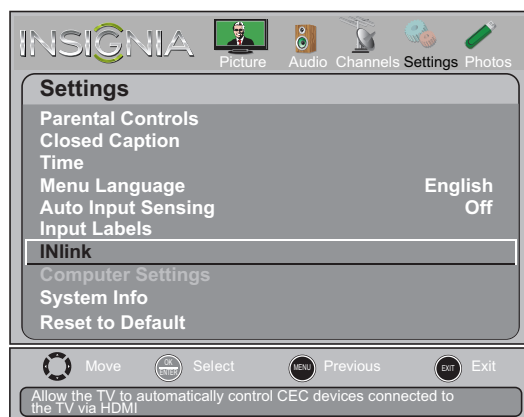 INSIGNIA
Picture Audio Channels Settings Photos
Settings
Parental Controls
Closed Caption
Time
Menu Language English
Auto Input Sensing Off
Input Labels
INlink
Computer Settings
System Info
Reset to Default
Move OK ENTER Select MENU Previous EXIT Exit
Allow the TV to automatically control CEC devices connected to
the TV via HDMI